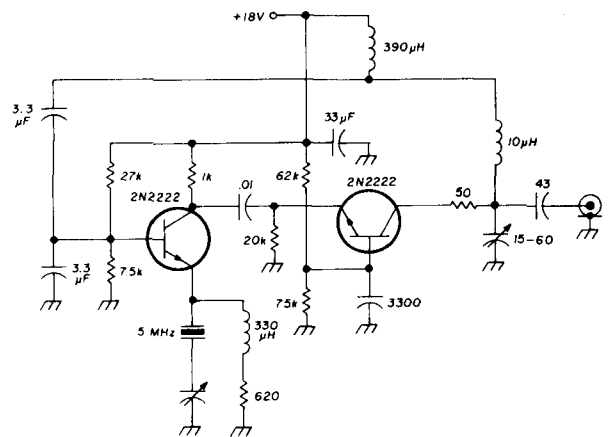 +18V
390µH
3.3
µF
33µF
10µH
27k
1k
62k
2N2222
2N2222
.01
50
43
20k
15-60
3.3
µF
7.5k
75k
3300
5 MHz
330
µH
620